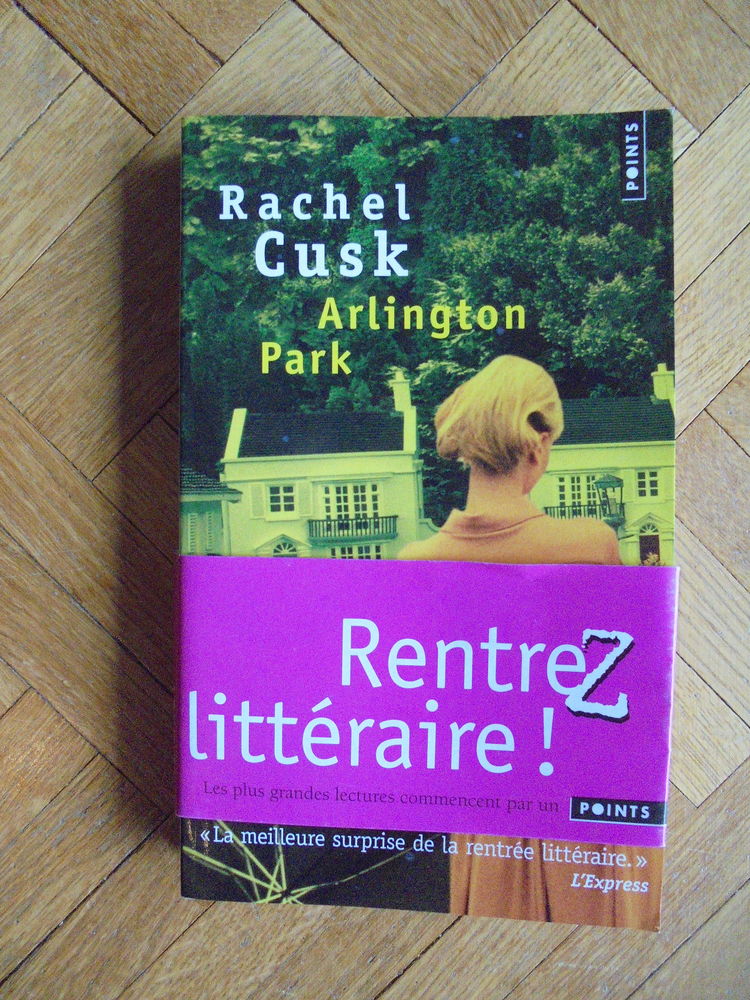 POINTS
Rachel
Cusk
Arlington
Park
RentreZ
littéraire !
Les plus grandes lectures commencent par un POINTS
« La meilleure surprise de la rentrée littéraire. »
L'Express